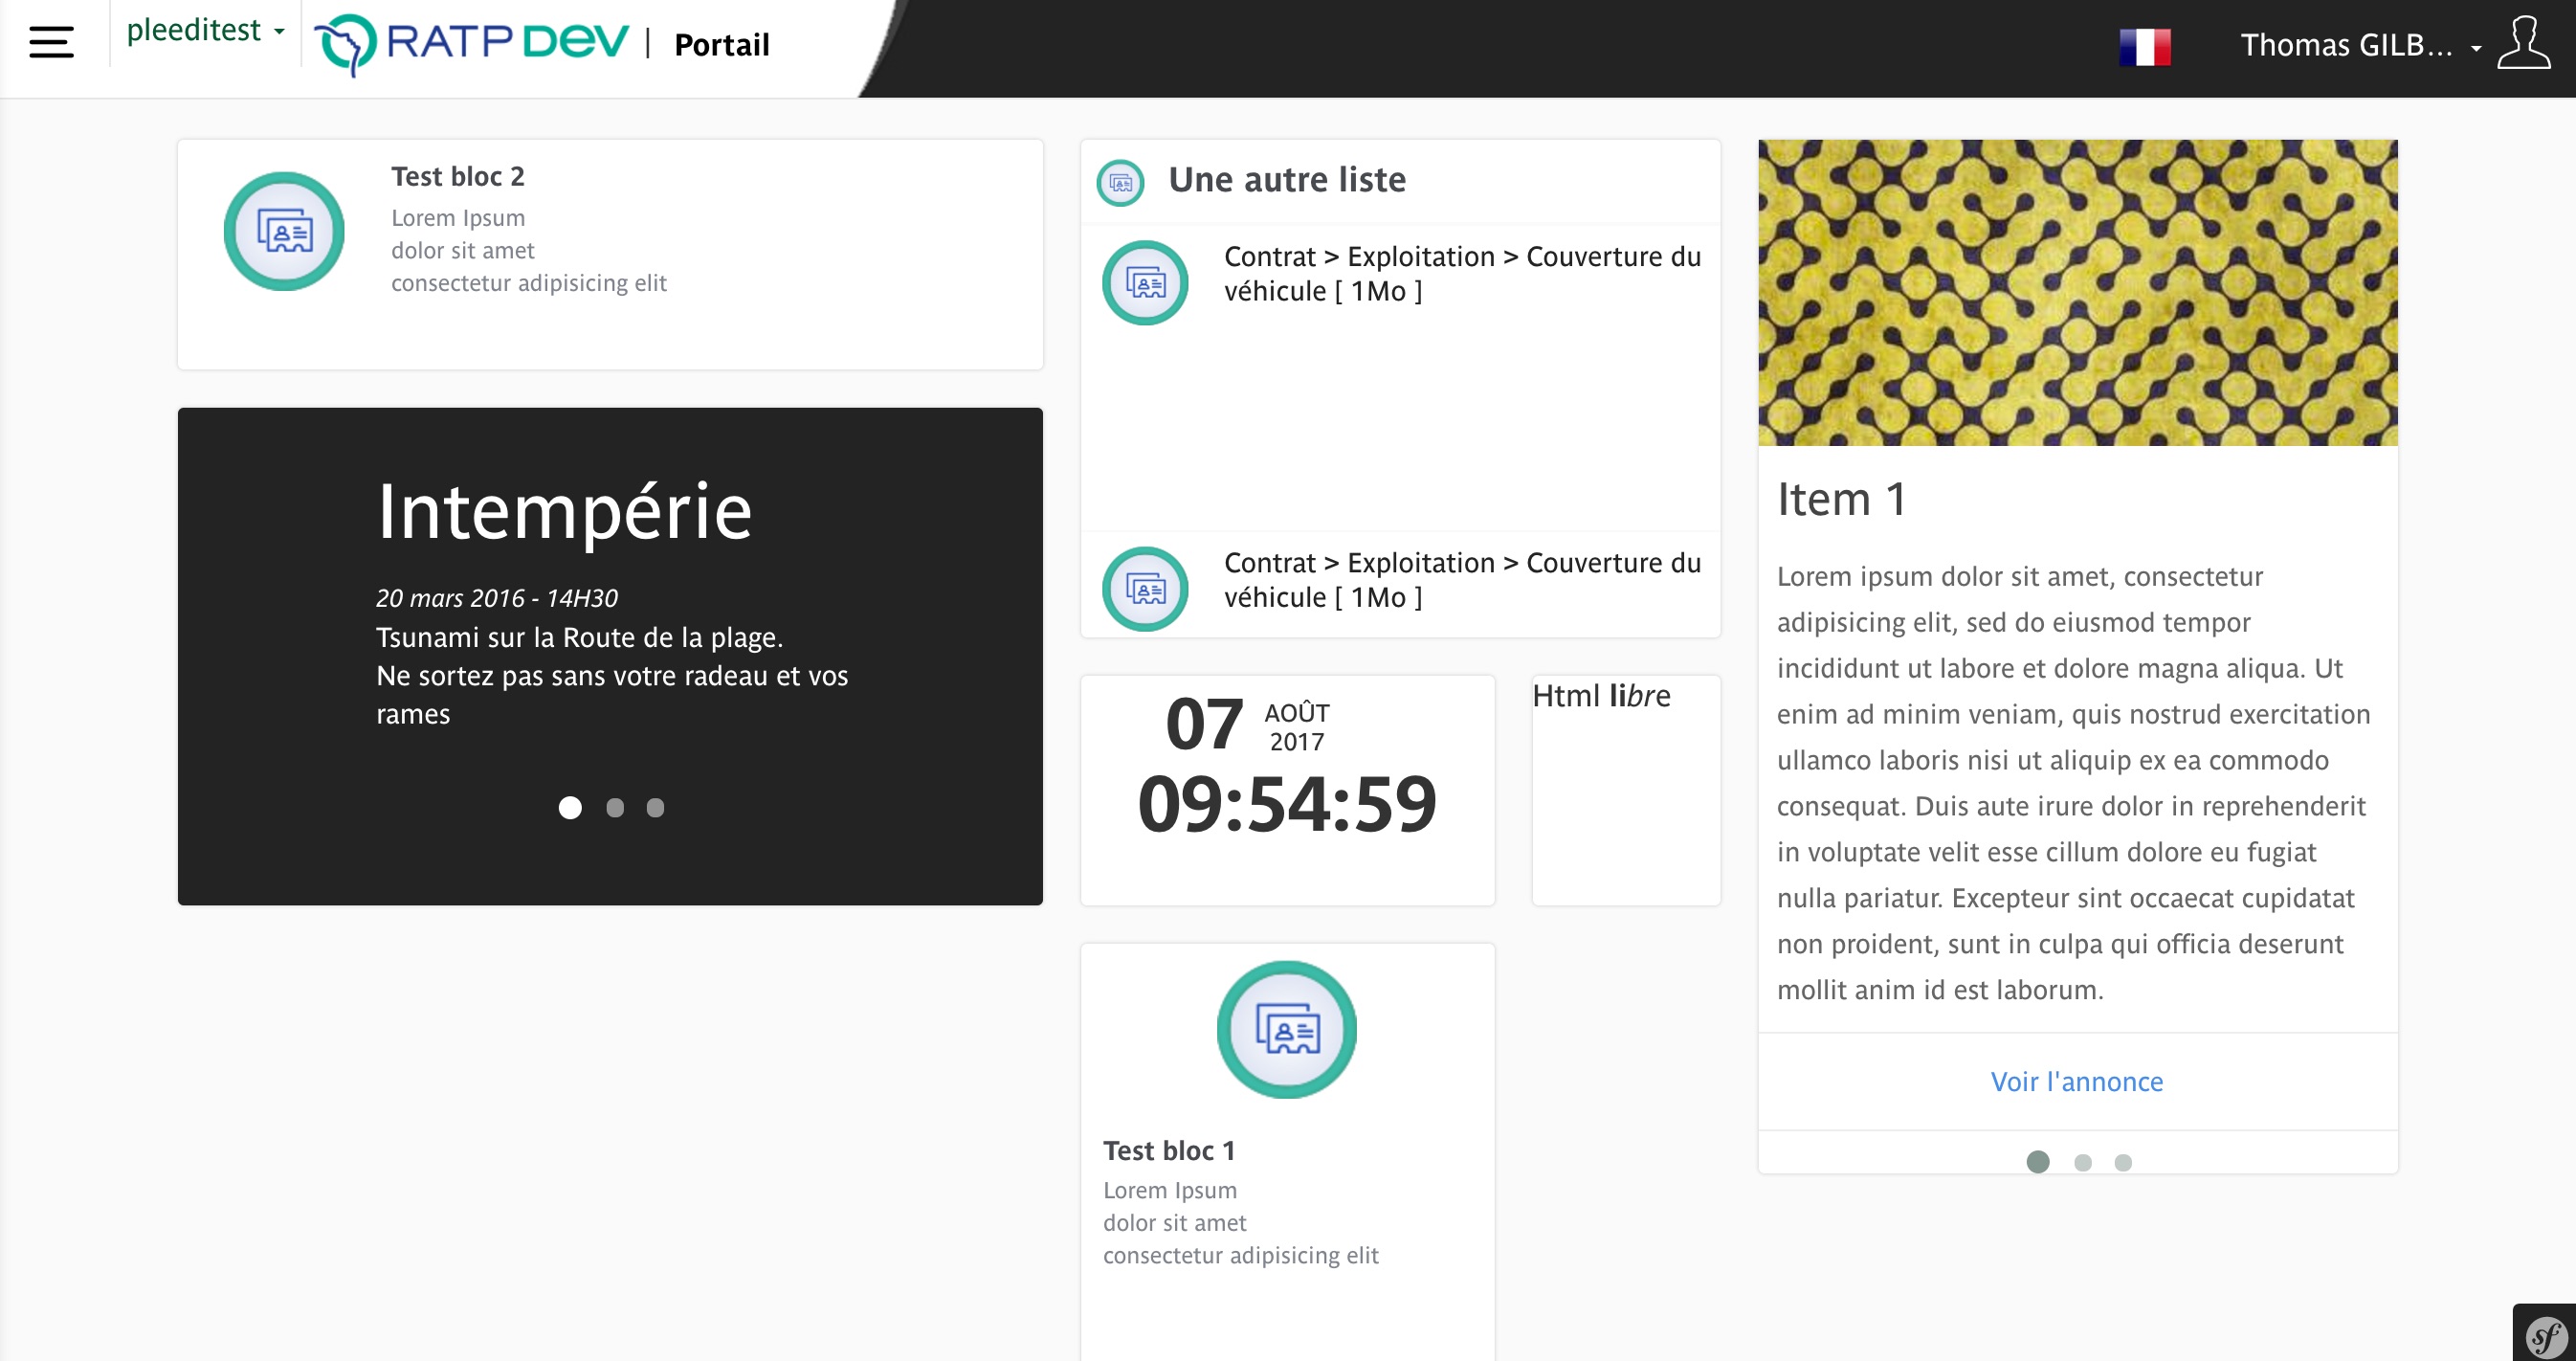 pleeditest
RATP DEV | Portail
Thomas GILB...
Test bloc 2
Lorem Ipsum
dolor sit amet
consectetur adipisicing elit
Intempérie
20 mars 2016 - 14H30
Tsunami sur la Route de la plage.
Ne sortez pas sans votre radeau et vos
rames
Une autre liste
Contrat > Exploitation > Couverture du
véhicule [ 1Mo ]
Contrat > Exploitation > Couverture du
véhicule [ 1Mo ]
07 AOÛT
2017
09:54:59
Html libre
Test bloc 1
Lorem Ipsum
dolor sit amet
consectetur adipisicing elit
Item 1
Lorem ipsum dolor sit amet, consectetur
adipisicing elit, sed do eiusmod tempor
incididunt ut labore et dolore magna aliqua. Ut
enim ad minim veniam, quis nostrud exercitation
ullamco laboris nisi ut aliquip ex ea commodo
consequat. Duis aute irure dolor in reprehenderit
in voluptate velit esse cillum dolore eu fugiat
nulla pariatur. Excepteur sint occaecat cupidatat
non proident, sunt in culpa qui officia deserunt
mollit anim id est laborum.
Voir l'annonce
sf